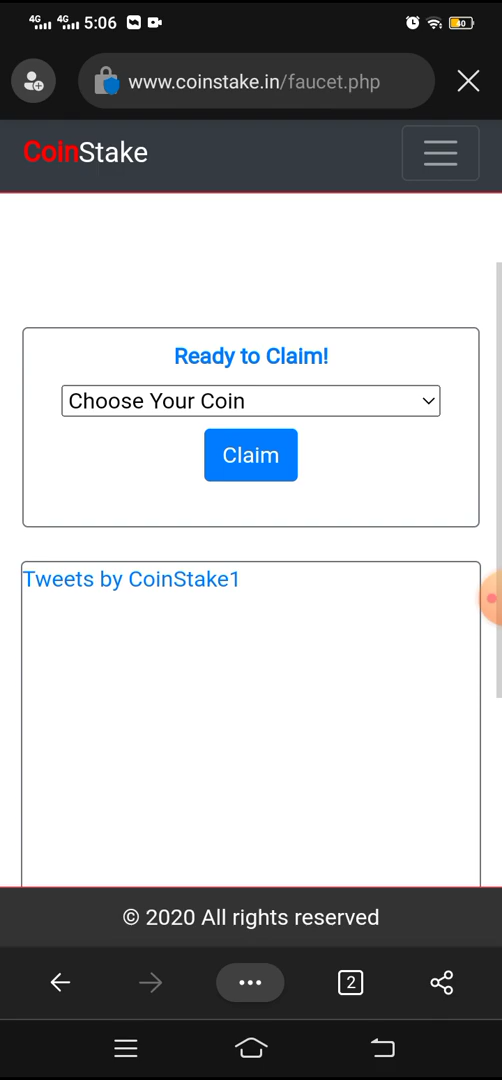 4G 4G 5:06 40
www.coinstake.in/faucet.php
CoinStake
Ready to Claim!
Choose Your Coin
Claim
Tweets by CoinStake1
© 2020 All rights reserved
2